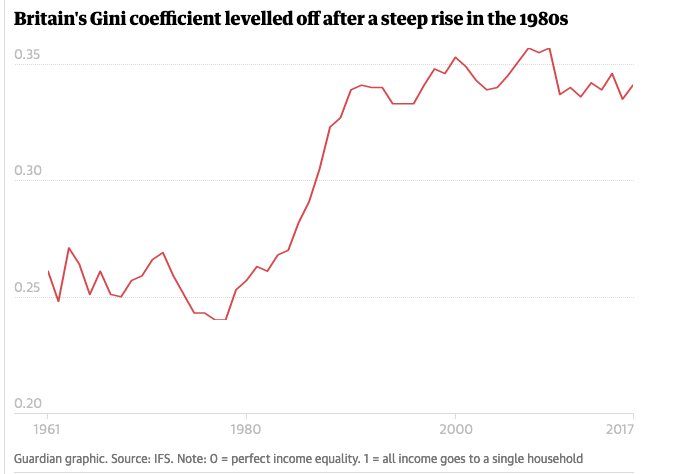 Britain's Gini coefficient levelled off after a steep rise in the 1980s
0.35
0.30
0.25
0.20
1961 1980 2000 2017
Guardian graphic. Source: IFS. Note: 0 = perfect income equality. 1 = all income goes to a single household